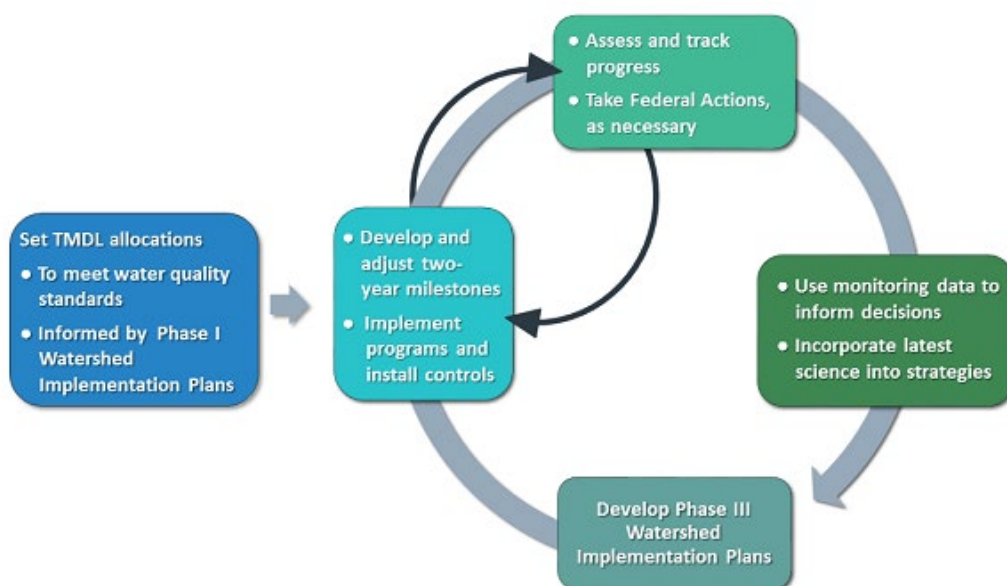 ● Assess and track
progress
● Take Federal Actions,
as necessary
Set TMDL allocations
● To meet water quality
standards
● Informed by Phase I
Watershed
Implementation Plans
● Develop and
adjust two-
year milestones
● Implement
programs and
install controls
● Use monitoring data to
inform decisions
● Incorporate latest
science into strategies
Develop Phase III
Watershed
Implementation Plans